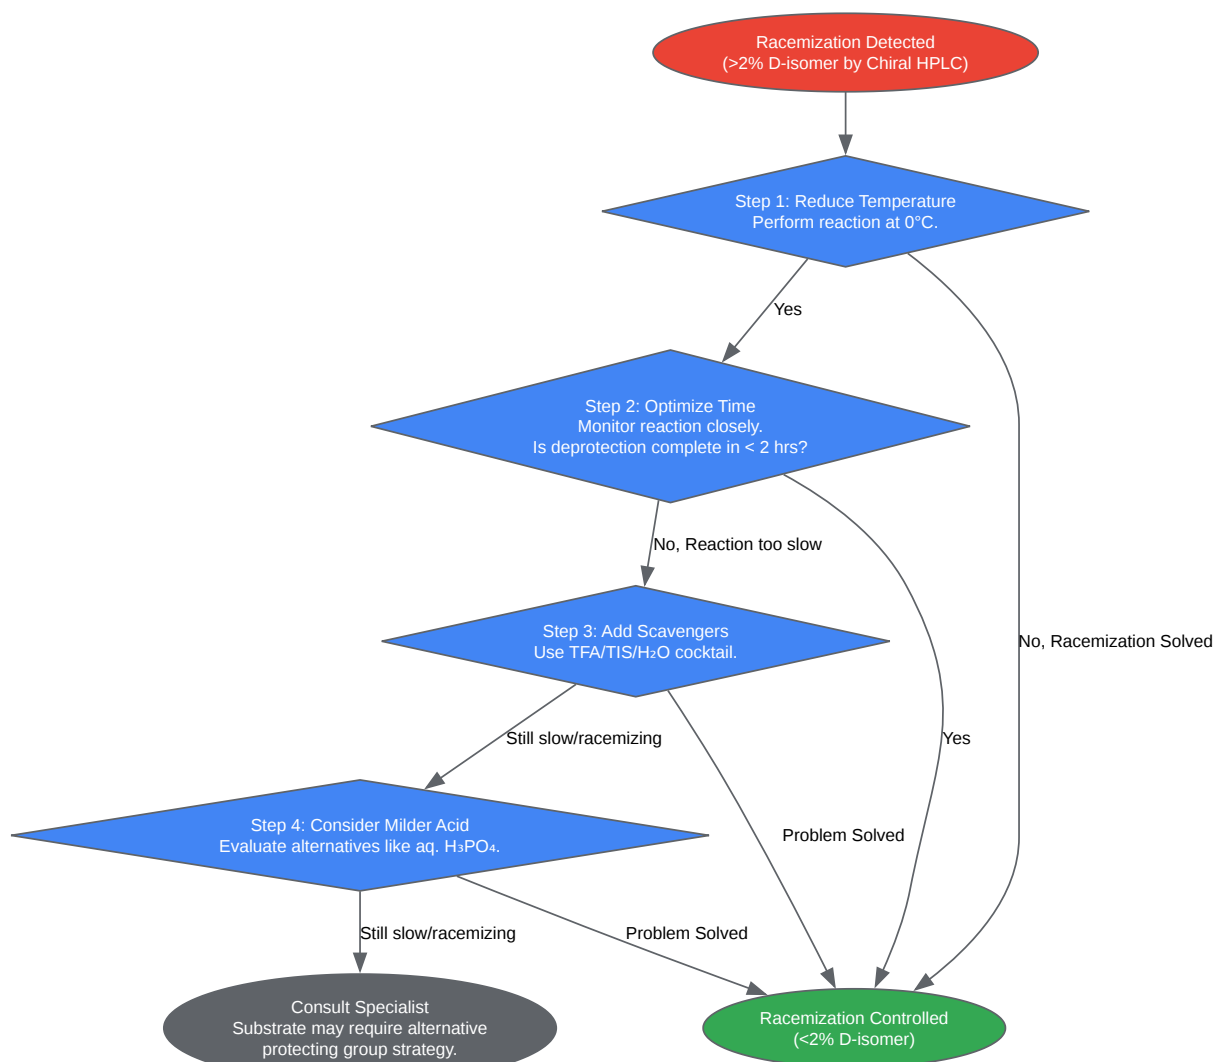 Racemization Detected
(>2% D-isomer by Chiral HPLC)
Step 1: Reduce Temperature
Perform reaction at 0°C.
Yes
Step 2: Optimize Time
Monitor reaction closely.
Is deprotection complete in < 2 hrs?
No, Reaction too slow
Step 3: Add Scavengers
Use TFA/TIS/H₂O cocktail.
No, Racemization Solved
Still slow/racemizing
Yes
Step 4: Consider Milder Acid
Evaluate alternatives like aq. H₃PO₄.
Problem Solved
Still slow/racemizing
Problem Solved
Consult Specialist
Substrate may require alternative
protecting group strategy.
Racemization Controlled
(<2% D-isomer)